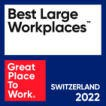 Best Large
Workplaces™
Great
Place
To
Work.
SWITZERLAND
2022